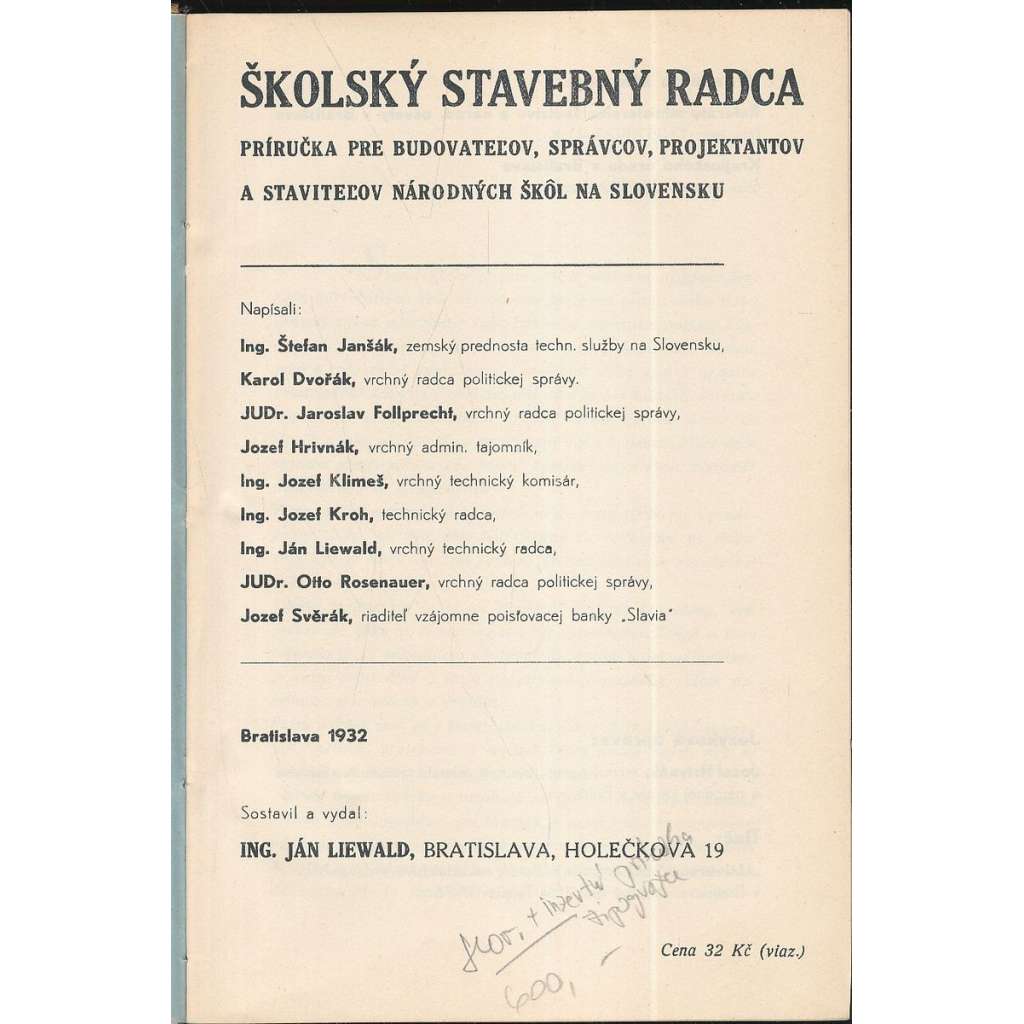 ŠKOLSKÝ STAVEBNÝ RADCA
PRÍRUČKA PRE BUDOVATEĽOV, SPRÁVCOV, PROJEKTANTOV
A STAVITEĽOV NÁRODNÝCH ŠKÔL NA SLOVENSKU
Napísali:
Ing. Štefan Janšák, zemský prednosta techn. služby na Slovensku,
Karol Dvořák, vrchný radca politickej správy.
JUDr. Jaroslav Follprecht, vrchný radca politickej správy,
Jozef Hrivnák, vrchný admin. tajomník,
Ing. Jozef Klimeš, vrchný technický komisár,
Ing. Jozef Kroh, technický radca,
Ing. Ján Liewald, vrchný technický radca,
JUDr. Otto Rosenauer, vrchný radca politickej správy,
Jozef Svěrák, riaditeľ vzájomne poisťovacej banky „Slavia"
Bratislava 1932
Sostavil a vydal:
ING. JÁN LIEWALD, BRATISLAVA, HOLEČKOVA 19
+ inzertní příloha
600,-
Cena 32 Kč (viaz.)